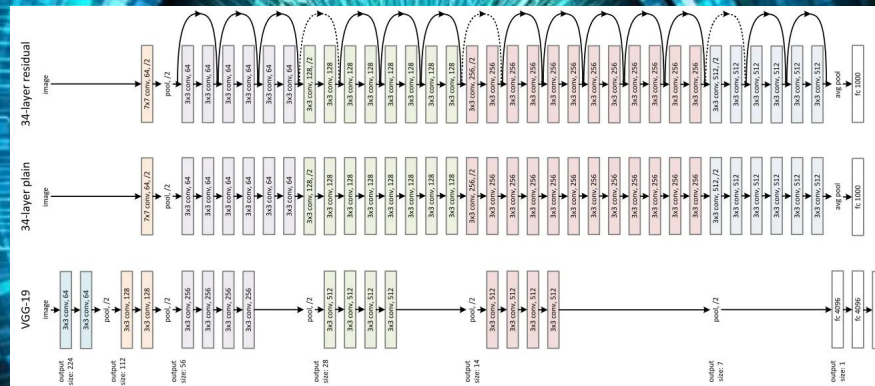 34-layer residual
image
7x7 conv, 64, /2
pool, /2
3x3 conv, 64
3x3 conv, 64
3x3 conv, 64
3x3 conv, 64
3x3 conv, 64
3x3 conv, 64
3x3 conv, 128, /2
3x3 conv, 128
3x3 conv, 128
3x3 conv, 128
3x3 conv, 128
3x3 conv, 128
3x3 conv, 128
3x3 conv, 128
3x3 conv, 256, /2
3x3 conv, 256
3x3 conv, 256
3x3 conv, 256
3x3 conv, 256
3x3 conv, 256
3x3 conv, 256
3x3 conv, 256
3x3 conv, 256
3x3 conv, 256
3x3 conv, 256
3x3 conv, 256
3x3 conv, 512, /2
3x3 conv, 512
3x3 conv, 512
3x3 conv, 512
3x3 conv, 512
3x3 conv, 512
avg pool
fc 1000
34-layer plain
image
7x7 conv, 64, /2
pool, /2
3x3 conv, 64
3x3 conv, 64
3x3 conv, 64
3x3 conv, 64
3x3 conv, 64
3x3 conv, 64
3x3 conv, 128, /2
3x3 conv, 128
3x3 conv, 128
3x3 conv, 128
3x3 conv, 128
3x3 conv, 128
3x3 conv, 128
3x3 conv, 128
3x3 conv, 256, /2
3x3 conv, 256
3x3 conv, 256
3x3 conv, 256
3x3 conv, 256
3x3 conv, 256
3x3 conv, 256
3x3 conv, 256
3x3 conv, 256
3x3 conv, 256
3x3 conv, 256
3x3 conv, 256
3x3 conv, 512, /2
3x3 conv, 512
3x3 conv, 512
3x3 conv, 512
3x3 conv, 512
3x3 conv, 512
avg pool
fc 1000
VGG-19
image
3x3 conv, 64
3x3 conv, 64
pool, /2
3x3 conv, 128
3x3 conv, 128
pool, /2
3x3 conv, 256
3x3 conv, 256
3x3 conv, 256
3x3 conv, 256
pool, /2
3x3 conv, 512
3x3 conv, 512
3x3 conv, 512
3x3 conv, 512
pool, /2
3x3 conv, 512
3x3 conv, 512
3x3 conv, 512
3x3 conv, 512
pool, /2
fc 4096
fc 4096
output
size: 224
output
size: 112
output
size: 56
output
size: 28
output
size: 14
output
size: 7
output
size: 1